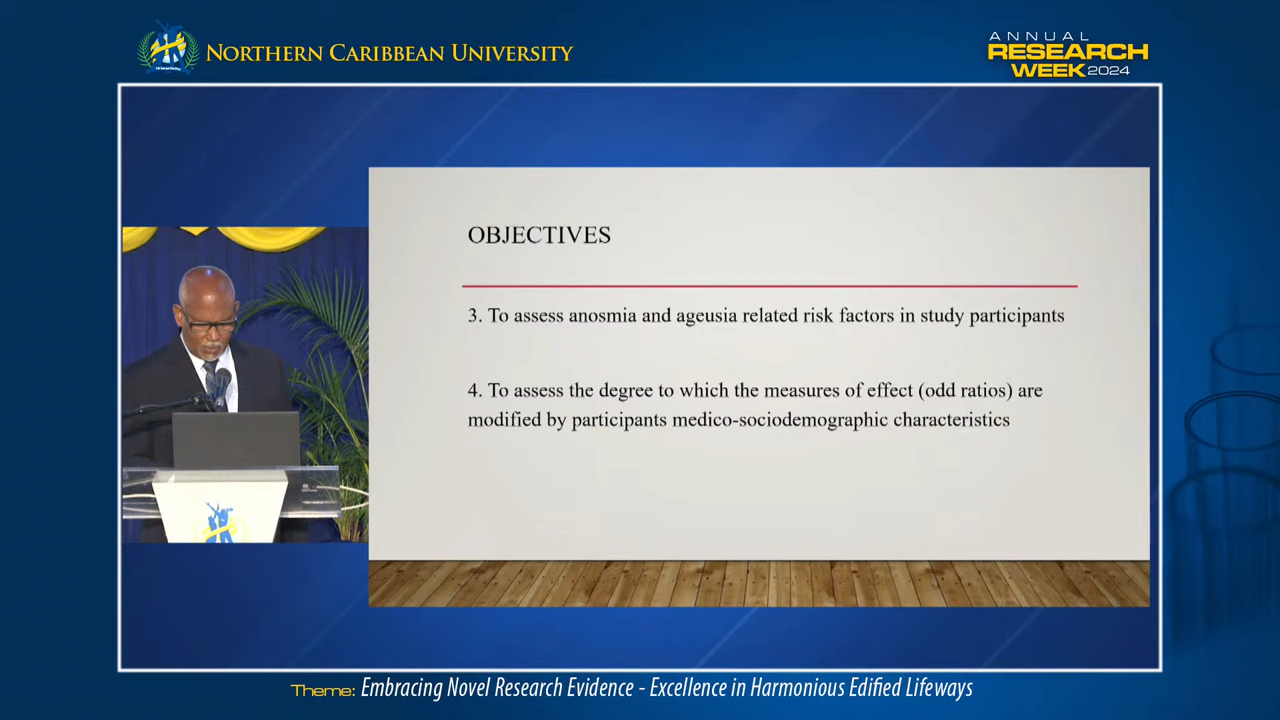 NORTHERN CARIBBEAN UNIVERSITY
ANNUAL
RESEARCH
WEEK 2024
OBJECTIVES
3. To assess anosmia and ageusia related risk factors in study participants
4. To assess the degree to which the measures of effect (odd ratios) are
modified by participants medico-sociodemographic characteristics
Theme: Embracing Novel Research Evidence - Excellence in Harmonious Edified Lifeways